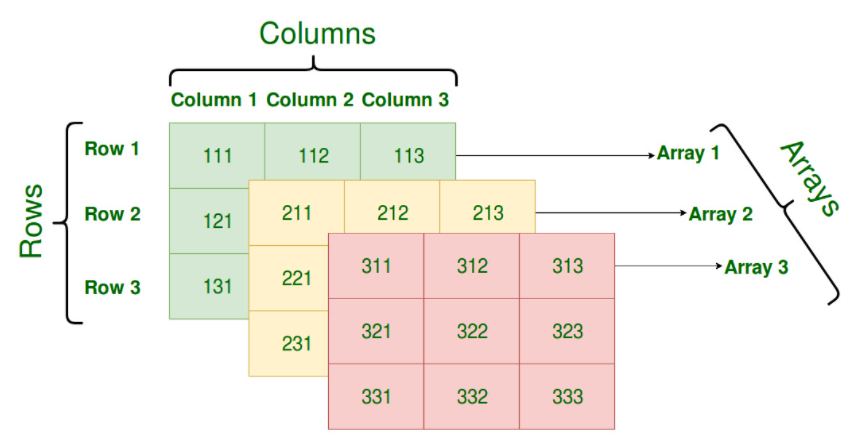 Columns
Column 1 Column 2 Column 3
Rows
Row 1
111 112 113
Array 1
Arrays
Row 2
121
211 212 213
Array 2
Row 3
131
221
311 312 313
Array 3
231
321 322 323
331 332 333